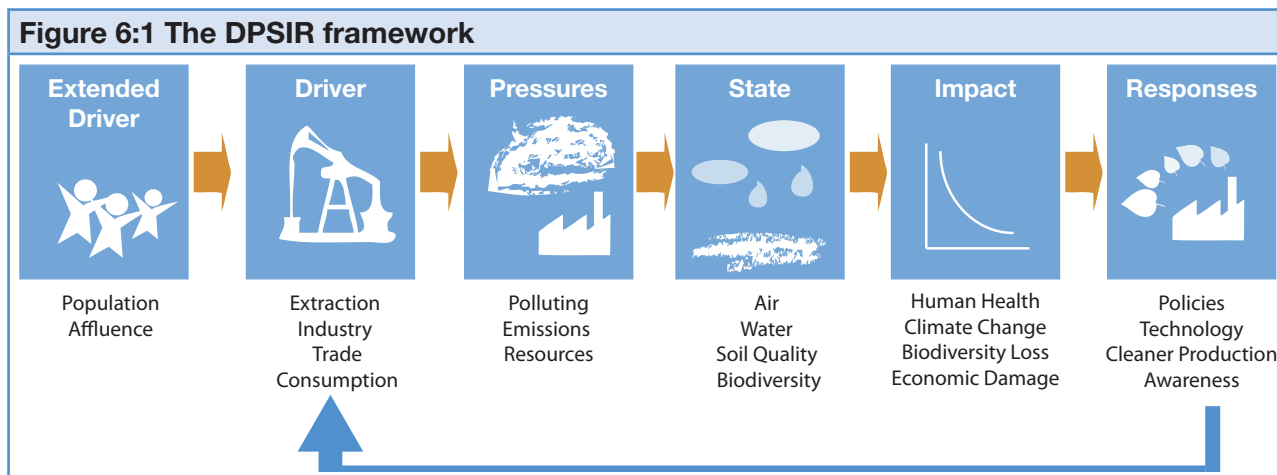 Figure 6:1 The DPSIR framework
Extended
Driver
Population
Affluence
Driver
Extraction
Industry
Trade
Consumption
Pressures
Polluting
Emissions
Resources
State
Air
Water
Soil Quality
Biodiversity
Impact
Human Health
Climate Change
Biodiversity Loss
Economic Damage
Responses
Policies
Technology
Cleaner Production
Awareness